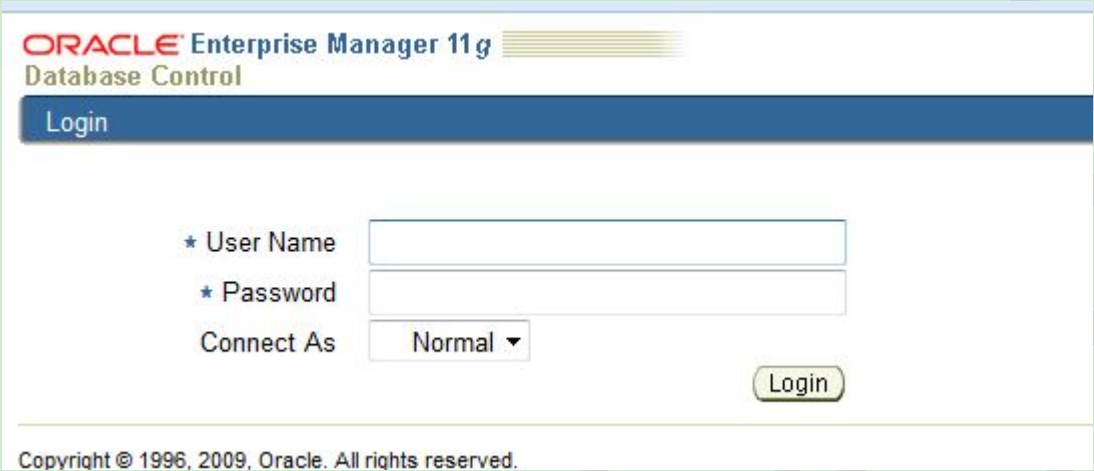 ORACLE Enterprise Manager 11g
Database Control
Login
* User Name
* Password
Connect As Normal
Login
Copyright © 1996, 2009, Oracle. All rights reserved.